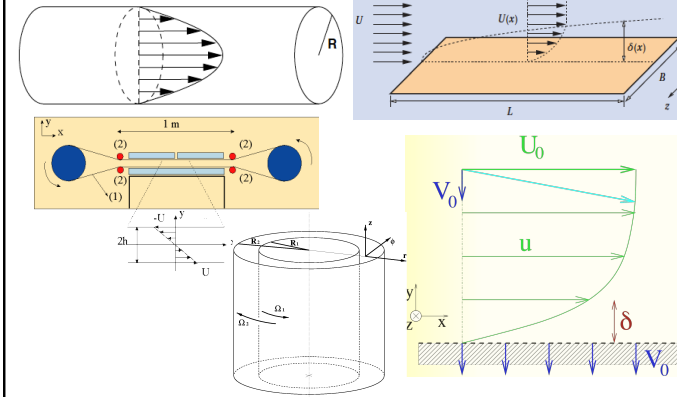 R
U
U(x)
δ(x)
B
L
z
y
x
1 m
(2)
(2)
(2)
(2)
(1)
-U
y
2h
U
z
R₂
R₁
ϕ
r
Ω₁
Ω₂
U₀
V₀
u
y
z
x
δ
V₀